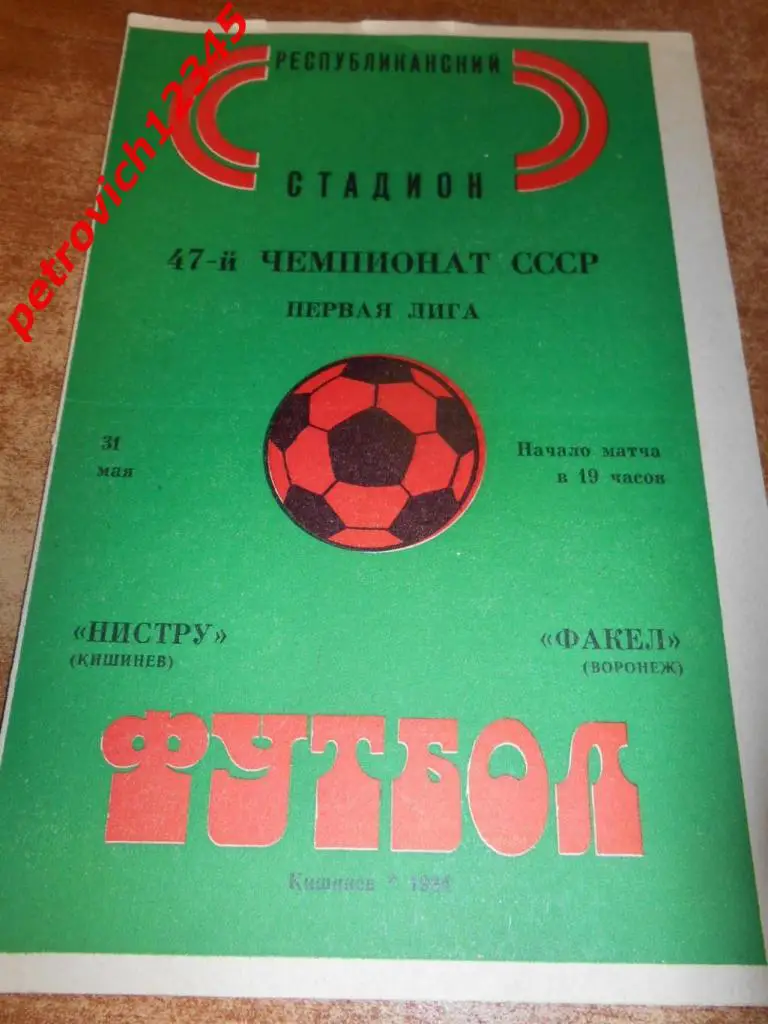 petrovich12345
РЕСПУБЛИКАНСКИЙ
СТАДИОН
47-й ЧЕМПИОНАТ СССР
ПЕРВАЯ ЛИГА
31 мая
Начало матча
в 19 часов
«НИСТРУ»
(КИШИНЕВ)
«ФАКЕЛ»
(ВОРОНЕЖ)
ФУТБОЛ
Кишинев